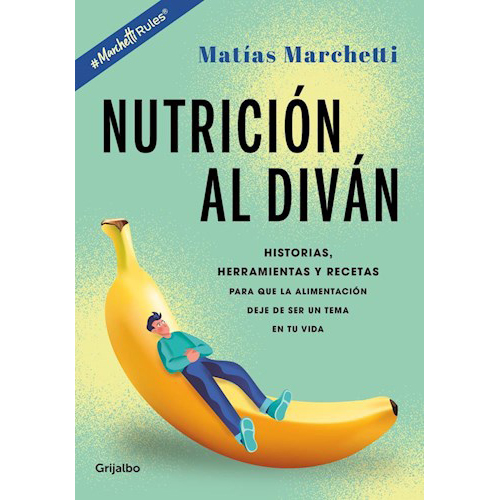 #MarchettiRules®
Matías Marchetti
NUTRICIÓN
AL DIVÁN
HISTORIAS,
HERRAMIENTAS Y RECETAS
PARA QUE LA ALIMENTACIÓN
DEJE DE SER UN TEMA
EN TU VIDA
Grijalbo